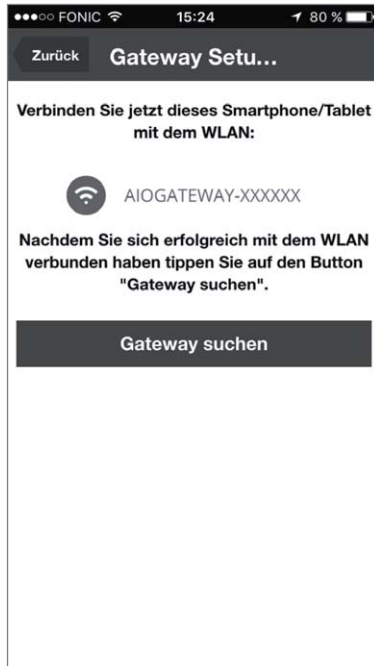 FONIC 15:24 80 %
Zurück Gateway Setu...
Verbinden Sie jetzt dieses Smartphone/Tablet
mit dem WLAN:
AIOGATEWAY-XXXXXX
Nachdem Sie sich erfolgreich mit dem WLAN
verbunden haben tippen Sie auf den Button
"Gateway suchen".
Gateway suchen